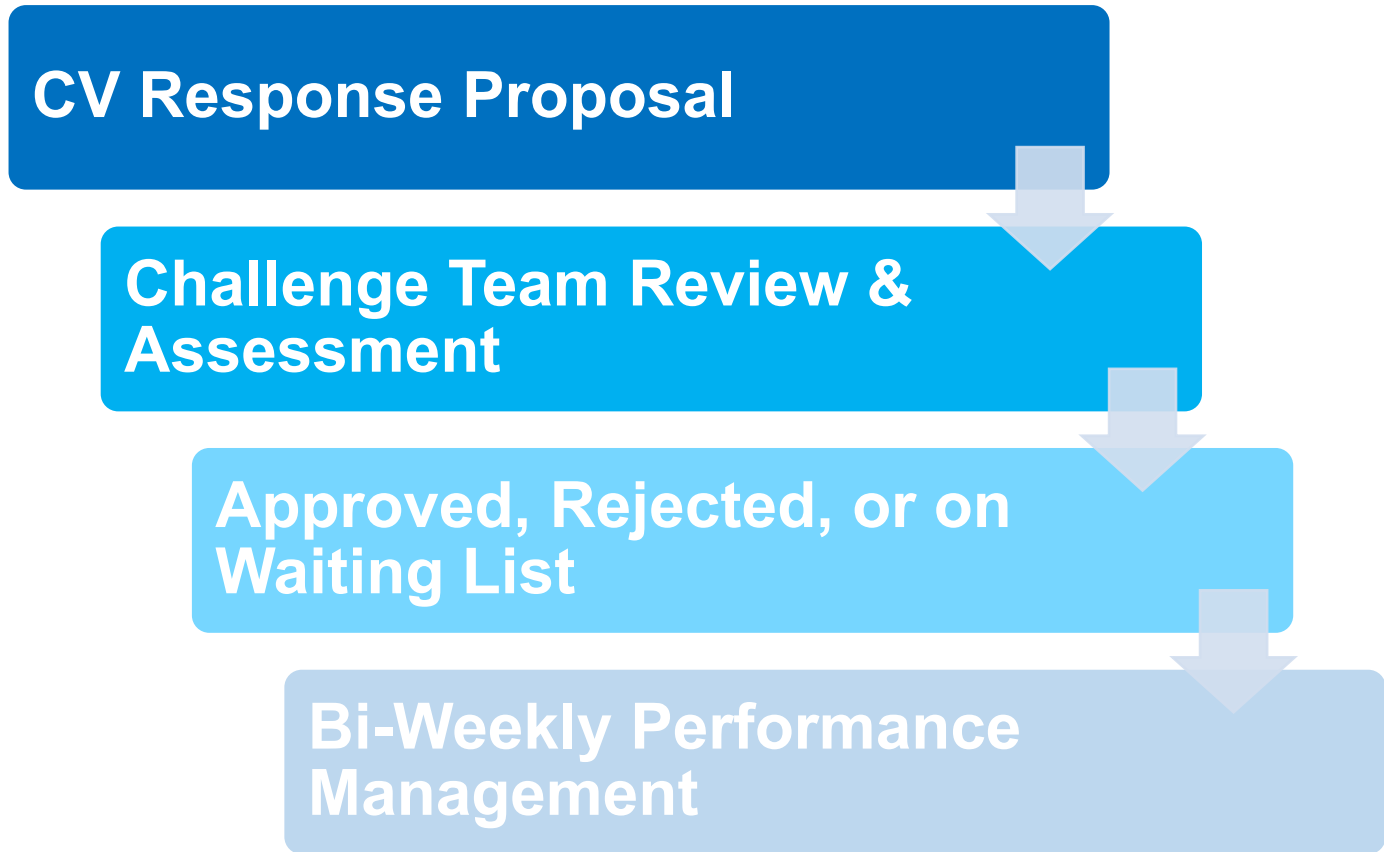 CV Response Proposal
Challenge Team Review &
Assessment
Approved, Rejected, or on
Waiting List
Bi-Weekly Performance
Management